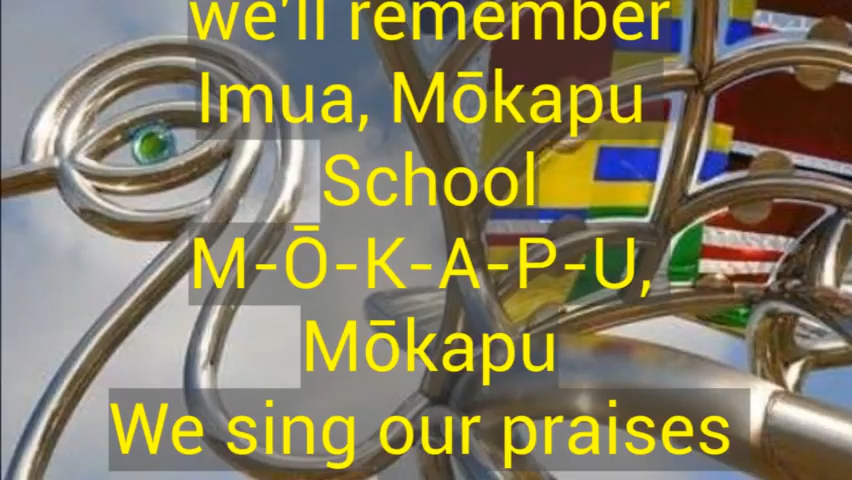 we'll remember
Imua, Mōkapu
School
M-Ō-K-A-P-U,
Mōkapu
We sing our praises